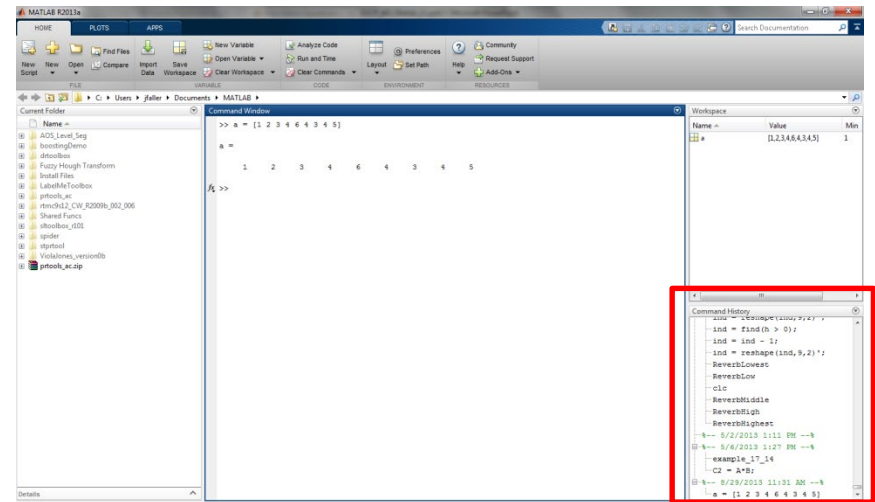 MATLAB R2013a
HOME PLOTS APPS
Search Documentation
New Script
New
Open
Find Files
Compare
Import Data
Save Workspace
New Variable
Open Variable
Clear Workspace
Analyze Code
Run and Time
Clear Commands
Layout
Preferences
Set Path
Help
Community
Request Support
Add-Ons
FILE VARIABLE CODE ENVIRONMENT RESOURCES
C: Users jfaller Documents MATLAB
Current Folder
Name
AOS_Level_Seg
boostingDemo
drtoolbox
Fuzzy Hough Transform
Install Files
LabelMeToolbox
prtools_ac
rbmc9s12_CW_R2009b_002_006
Shared Funcs
sltoolbox_r101
spider
stprtool
ViolaJones_version0b
prtools_ac.zip
Details
Command Window
>> a = [1 2 3 4 6 4 3 4 5]
a =
1 2 3 4 6 4 3 4 5
fx >>
Workspace
Name Value Min
a [1,2,3,4,6,4,3,4,5] 1
Command History
ind = reshape(ind,9,2)';
ind = find(h > 0);
ind = ind - 1;
ind = reshape(ind,9,2)';
ReverbLowest
ReverbLow
clc
ReverbMiddle
ReverbHigh
ReverbHighest
%-- 5/2/2013 1:11 PM --%
%-- 5/6/2013 1:27 PM --%
example_17_14
C2 = A*B;
%-- 8/29/2013 11:31 AM --%
a = [1 2 3 4 6 4 3 4 5]